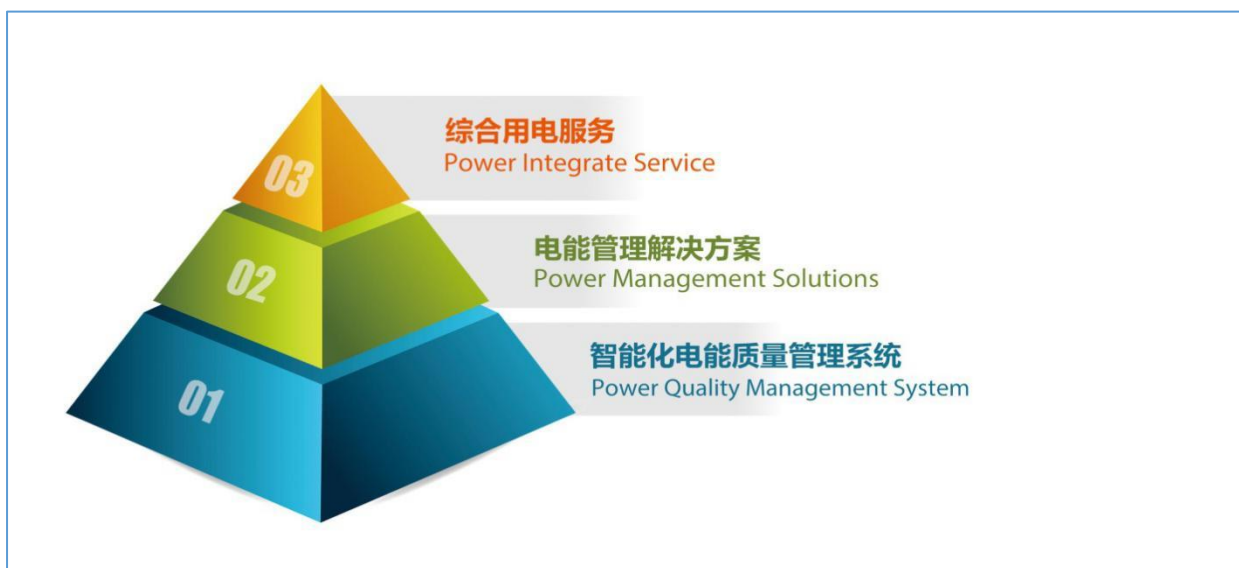 03
综合用电服务
Power Integrate Service
02
电能管理解决方案
Power Management Solutions
01
智能化电能质量管理系统
Power Quality Management System